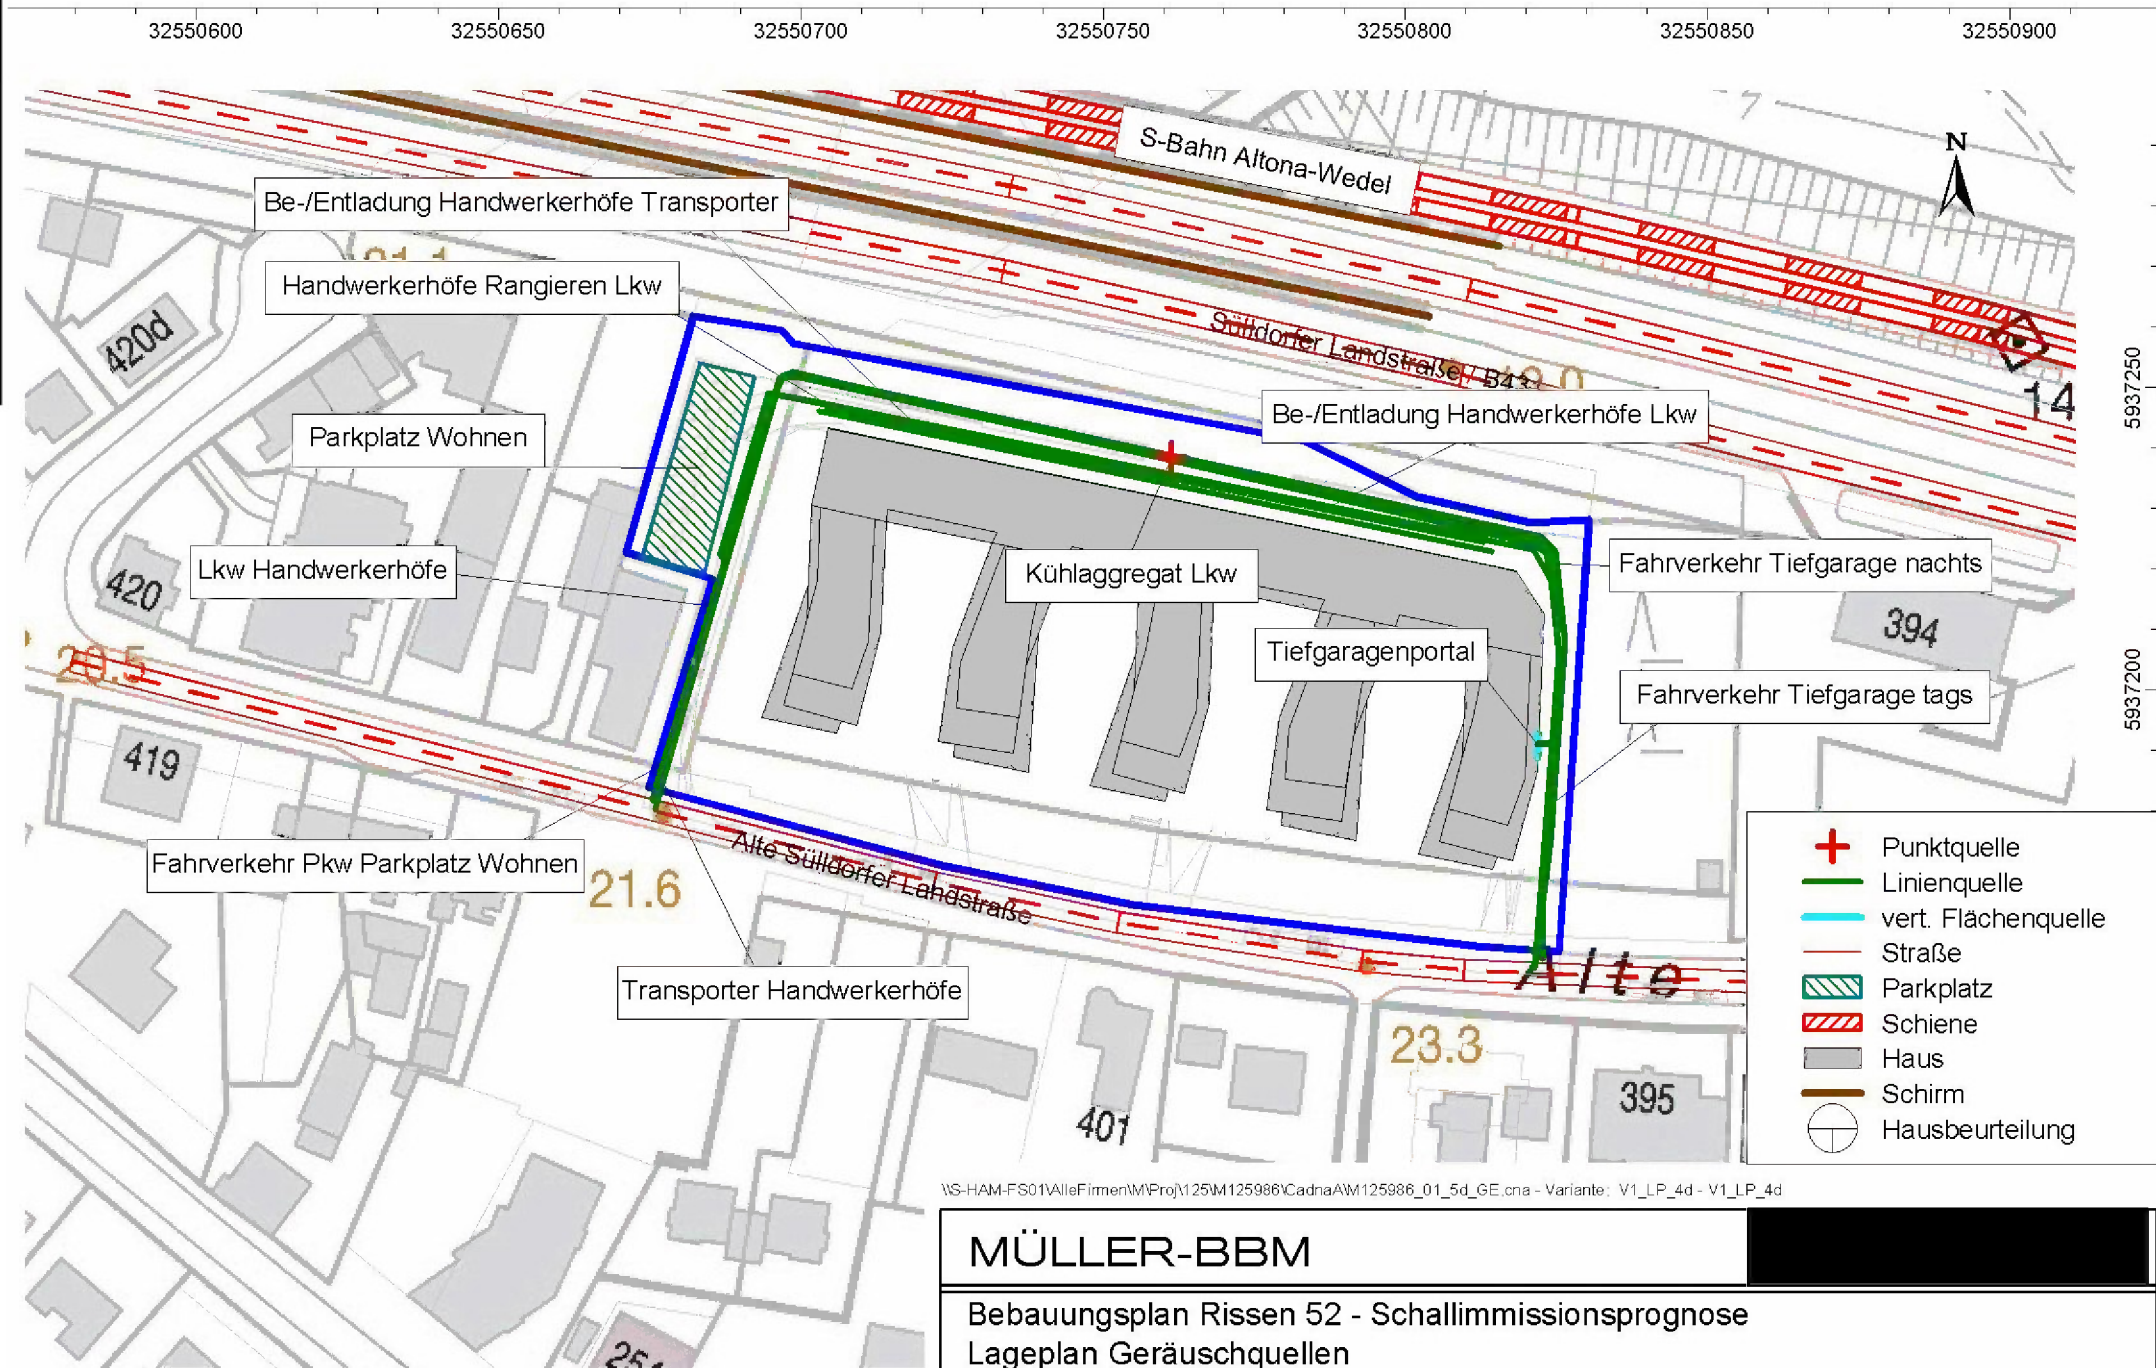 32550600 32550650 32550700 32550750 32550800 32550850 32550900
S-Bahn Altona-Wedel
N
Be-/Entladung Handwerkerhöfe Transporter
Handwerkerhöfe Rangieren Lkw
420d
Sülldorfer Landstraße / B431
14
5937250
Be-/Entladung Handwerkerhöfe Lkw
Parkplatz Wohnen
Lkw Handwerkerhöfe
420
Kühlaggregat Lkw
Fahrverkehr Tiefgarage nachts
394
Tiefgaragenportal
Fahrverkehr Tiefgarage tags
5937200
20.5
419
Fahrverkehr Pkw Parkplatz Wohnen
21.6
Alte Sülldorfer Landstraße
Transporter Handwerkerhöfe
Alte
23.3
395
401
Punktquelle
Linienquelle
vert. Flächenquelle
Straße
Parkplatz
Schiene
Haus
Schirm
Hausbeurteilung
\\S-HAM-FS01\AlleFirmen\M\Proj\125\M125986\CadnaA\M125986_01_5d_GE.cna - Variante: V1_LP_4d - V1_LP_4d
MÜLLER-BBM
Bebauungsplan Rissen 52 - Schallimmissionsprognose
Lageplan Geräuschquellen